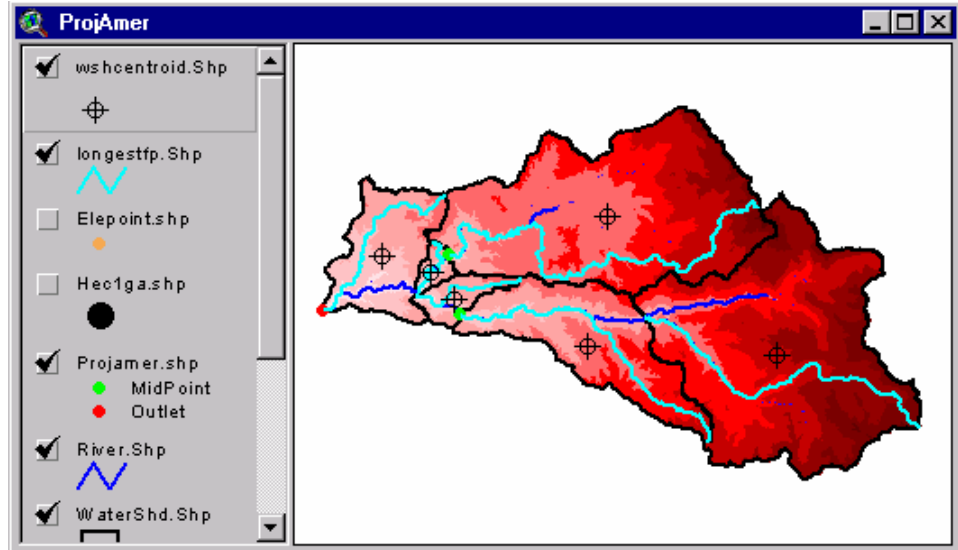 ProjAmer
wshcentroid.Shp
longestfp.Shp
Elepoint.shp
Hec1ga.shp
Projamer.shp
MidPoint
Outlet
River.Shp
WaterShd.Shp